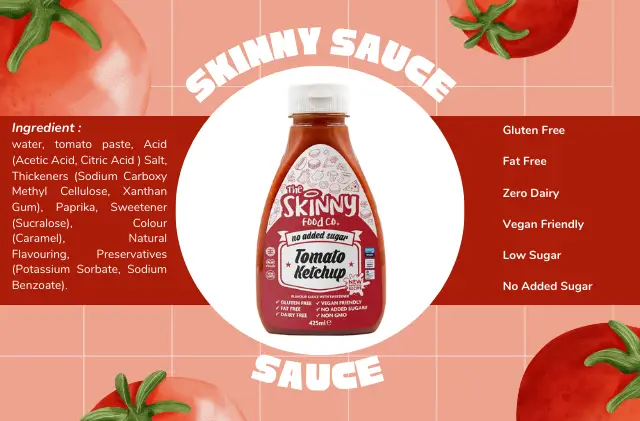 SKINNY SAUCE
Ingredient :
water, tomato paste, Acid
(Acetic Acid, Citric Acid ) Salt,
Thickeners (Sodium Carboxy
Methyl Cellulose, Xanthan
Gum), Paprika, Sweetener
(Sucralose), Colour
(Caramel), Natural
Flavouring, Preservatives
(Potassium Sorbate, Sodium
Benzoate).
The
SKINNY
FOOD Co.
no added sugar
Tomato
Ketchup
NEW
RECIPE
✓ GLUTEN FREE ✓ VEGAN FRIENDLY
✓ FAT FREE ✓ NO ADDED SUGAR
✓ DAIRY FREE ✓ NON GMO
425ml e
Gluten Free
Fat Free
Zero Dairy
Vegan Friendly
Low Sugar
No Added Sugar
SAUCE